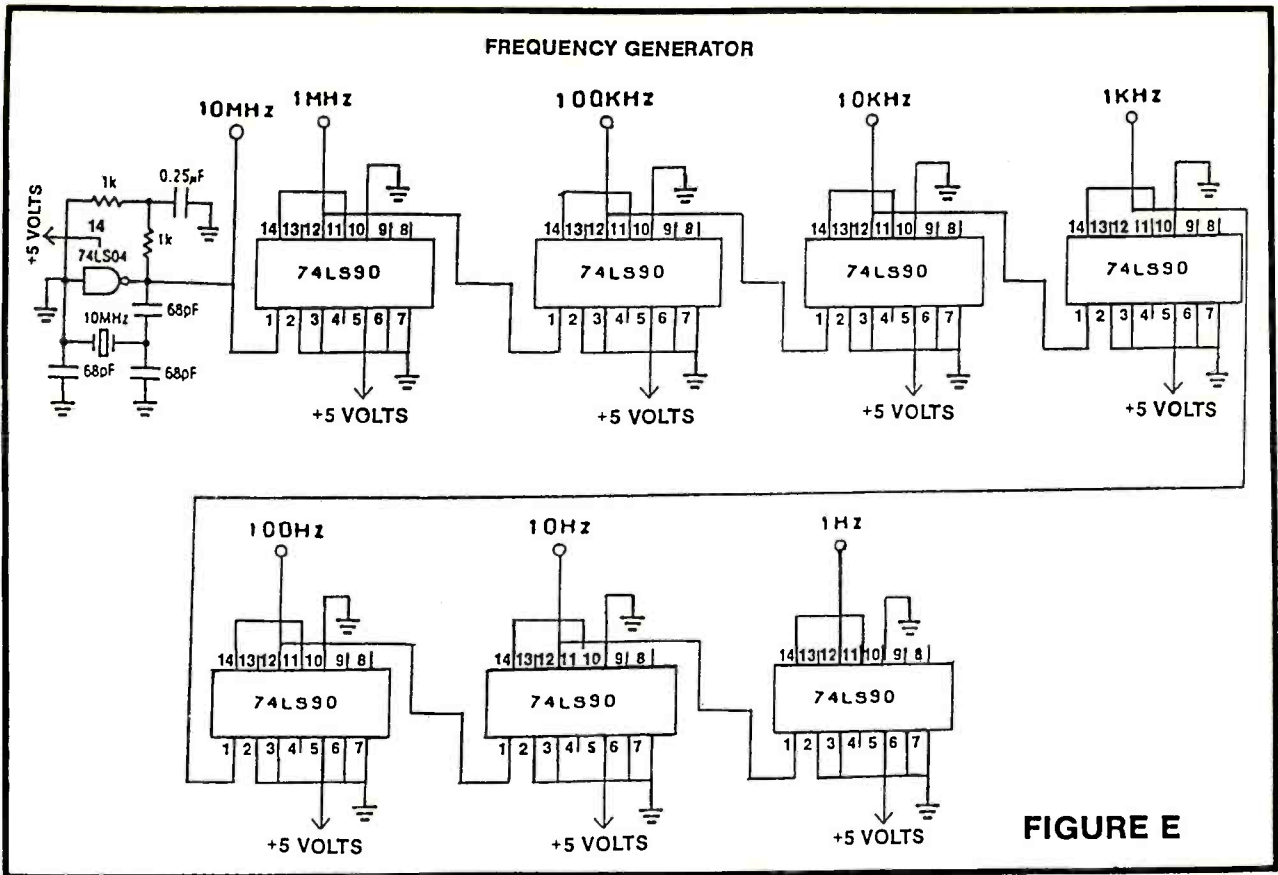 FREQUENCY GENERATOR
10MHz
1MHz
100KHz
10KHz
1KHz
+5 VOLTS
1k
0.25µF
14
1k
74LS04
68pF
10MHz
68pF
68pF
14 13 12 11 10 9 8
74LS90
1 2 3 4 5 6 7
+5 VOLTS
14 13 12 11 10 9 8
74LS90
1 2 3 4 5 6 7
+5 VOLTS
14 13 12 11 10 9 8
74LS90
1 2 3 4 5 6 7
+5 VOLTS
14 13 12 11 10 9 8
74LS90
1 2 3 4 5 6 7
+5 VOLTS
100Hz
10Hz
1Hz
14 13 12 11 10 9 8
74LS90
1 2 3 4 5 6 7
+5 VOLTS
14 13 12 11 10 9 8
74LS90
1 2 3 4 5 6 7
+5 VOLTS
14 13 12 11 10 9 8
74LS90
1 2 3 4 5 6 7
+5 VOLTS
FIGURE E